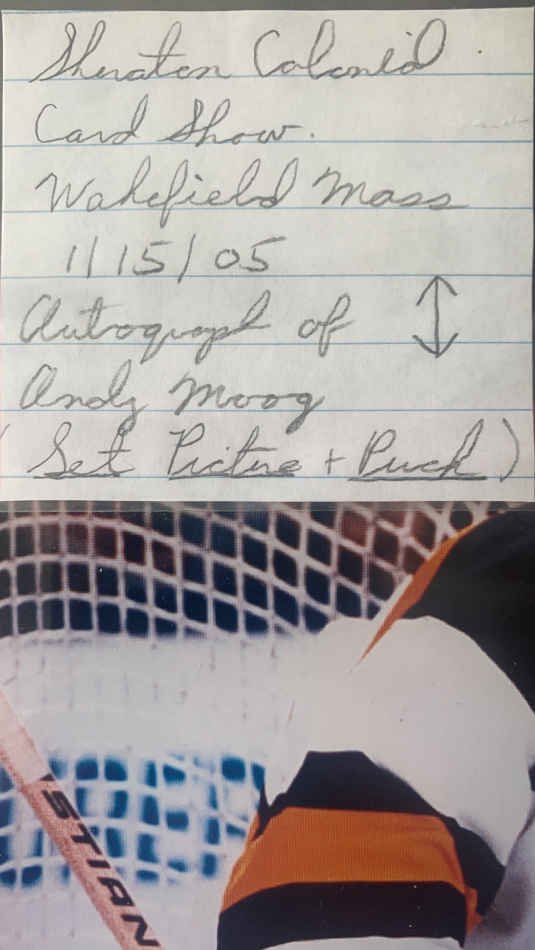 Sheraton Colonial
Card Show.
Wakefield Mass
1/15/05
Autograph of
Andy Moog
(Set Picture + Puck)
STIAN